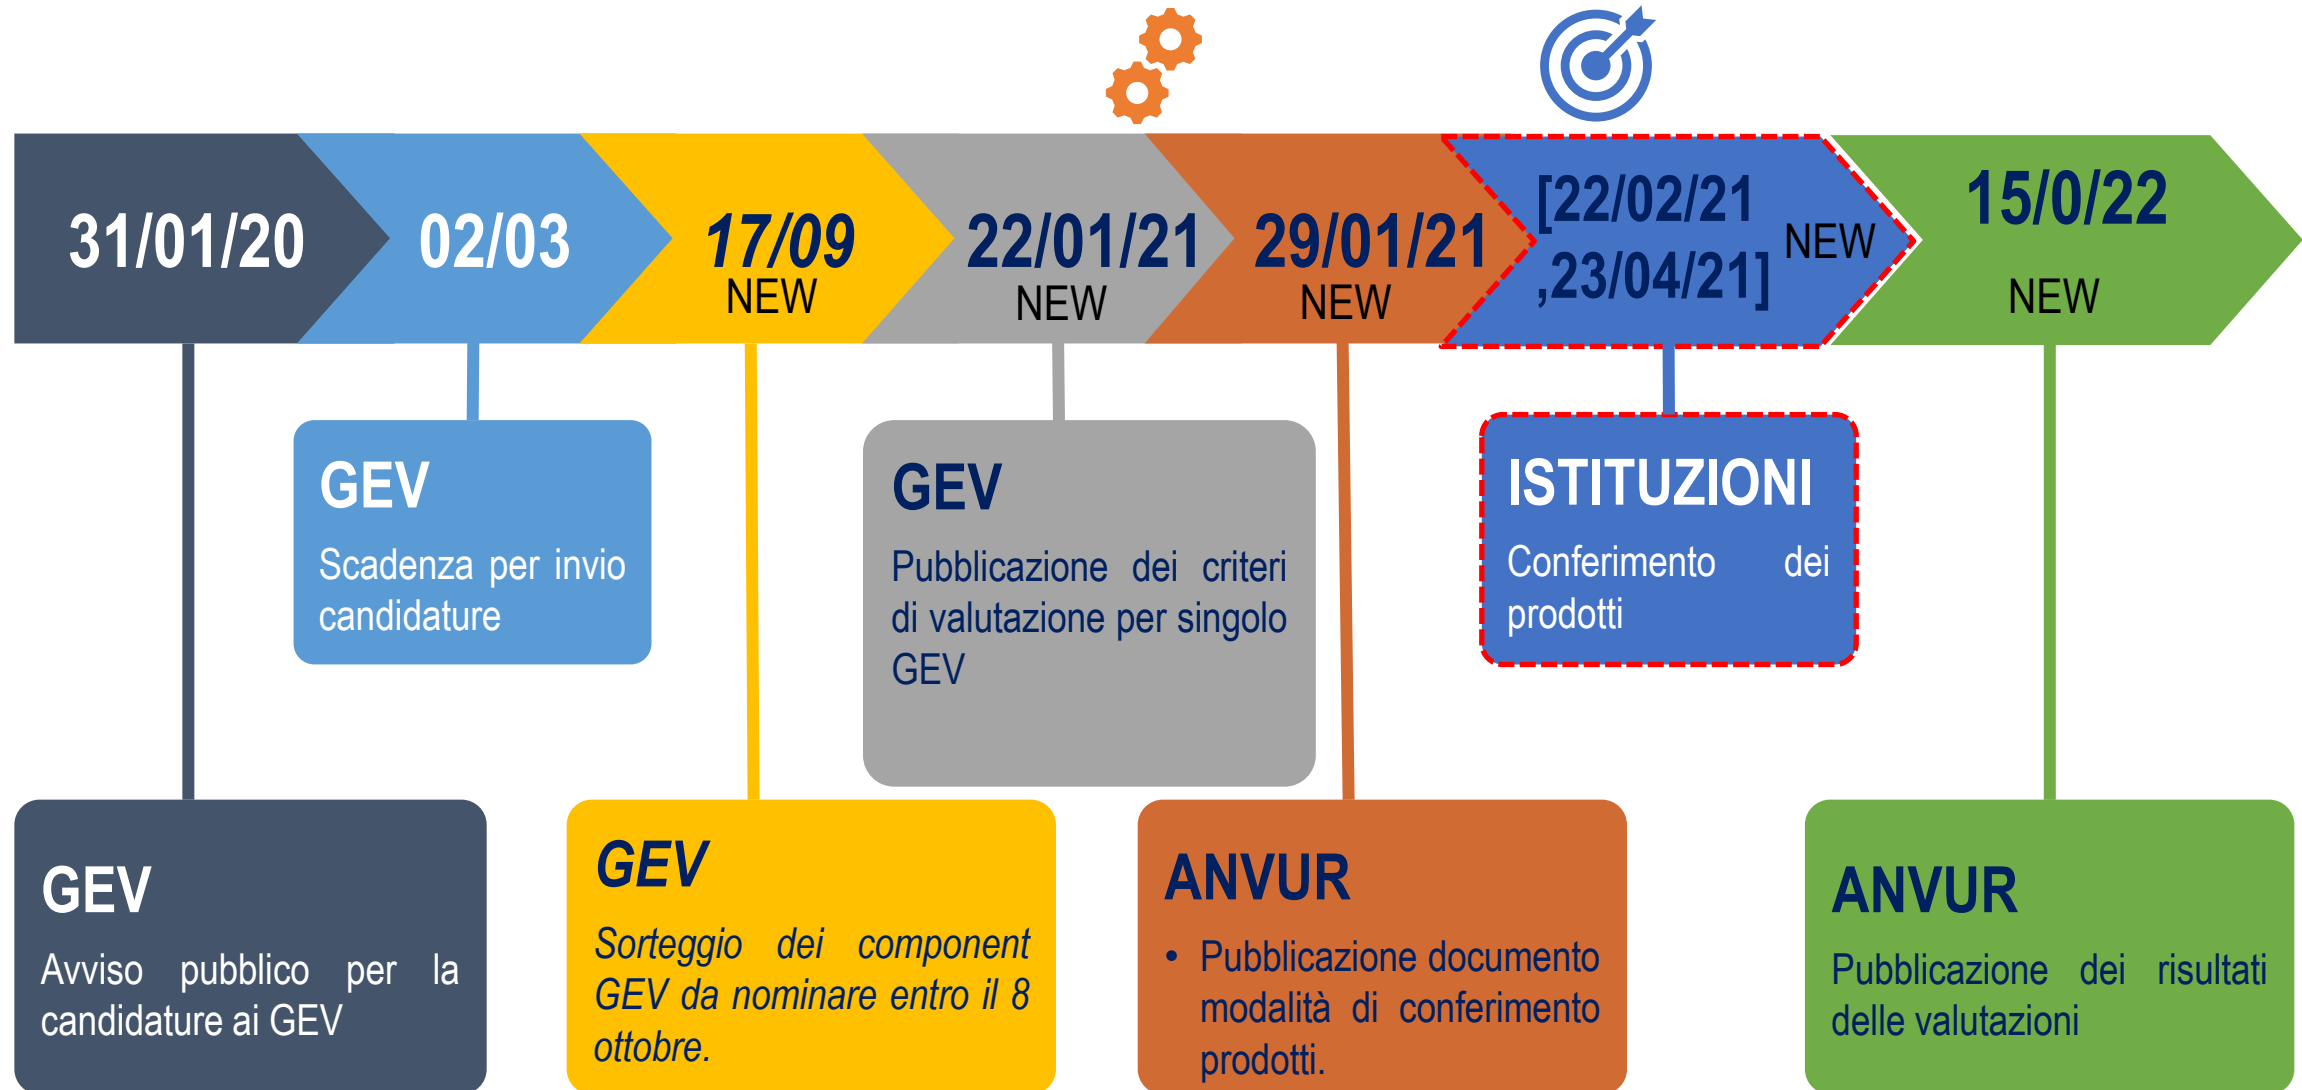 31/01/20
02/03
17/09
NEW
22/01/21
NEW
29/01/21
NEW
[22/02/21
,23/04/21]
NEW
15/0/22
NEW
GEV
Scadenza per invio
candidature
GEV
Pubblicazione dei criteri
di valutazione per singolo
GEV
ISTITUZIONI
Conferimento dei
prodotti
GEV
Avviso pubblico per la
candidature ai GEV
GEV
Sorteggio dei component
GEV da nominare entro il 8
ottobre.
ANVUR
• Pubblicazione documento
modalità di conferimento
prodotti.
ANVUR
Pubblicazione dei risultati
delle valutazioni